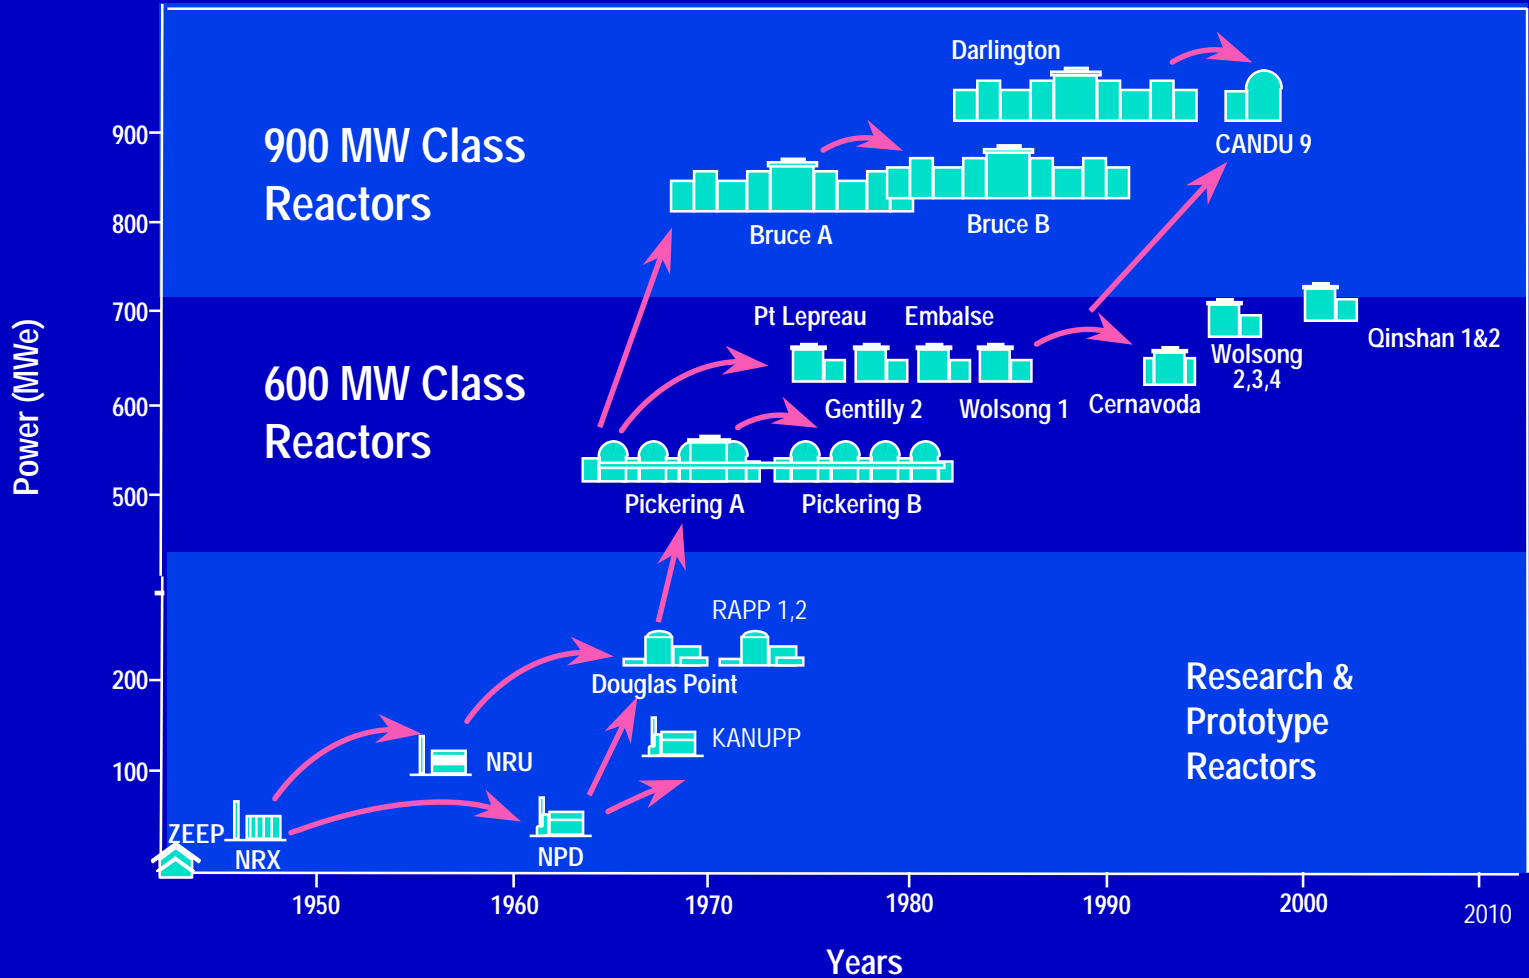 Darlington
900 MW Class
Reactors
CANDU 9
Bruce A
Bruce B
900
800
700
600
500
200
100
Power (MWe)
Pt Lepreau
Embalse
Qinshan 1&2
Wolsong
2,3,4
600 MW Class
Reactors
Gentilly 2
Wolsong 1
Cernavoda
Pickering A
Pickering B
RAPP 1,2
Douglas Point
Research &
Prototype
Reactors
KANUPP
NRU
ZEEP
NRX
NPD
1950
1960
1970
1980
1990
2000
2010
Years